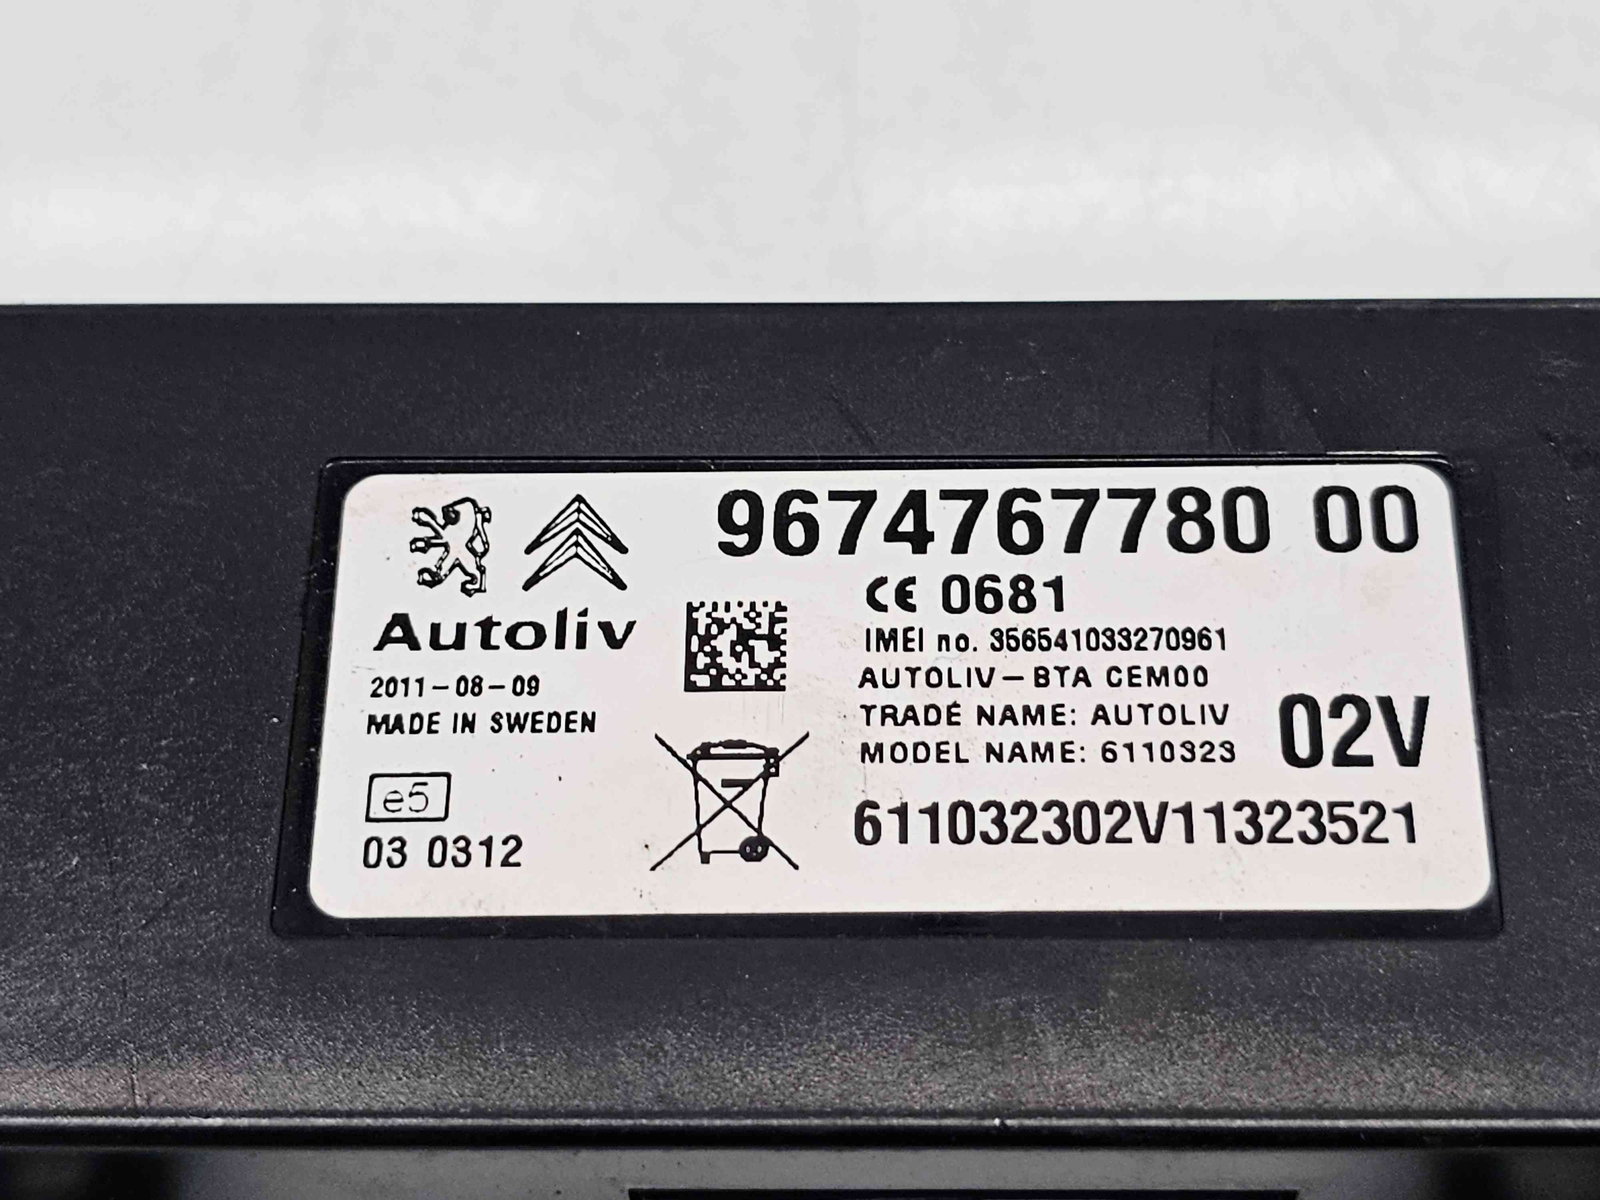 9674767780 00
CE 0681
Autoliv
IMEI no. 356541033270961
2011-08-09
AUTOLIV-BTA CEM00
MADE IN SWEDEN
TRADE NAME: AUTOLIV
MODEL NAME: 6110323
02V
e5
03 0312
611032302V11323521